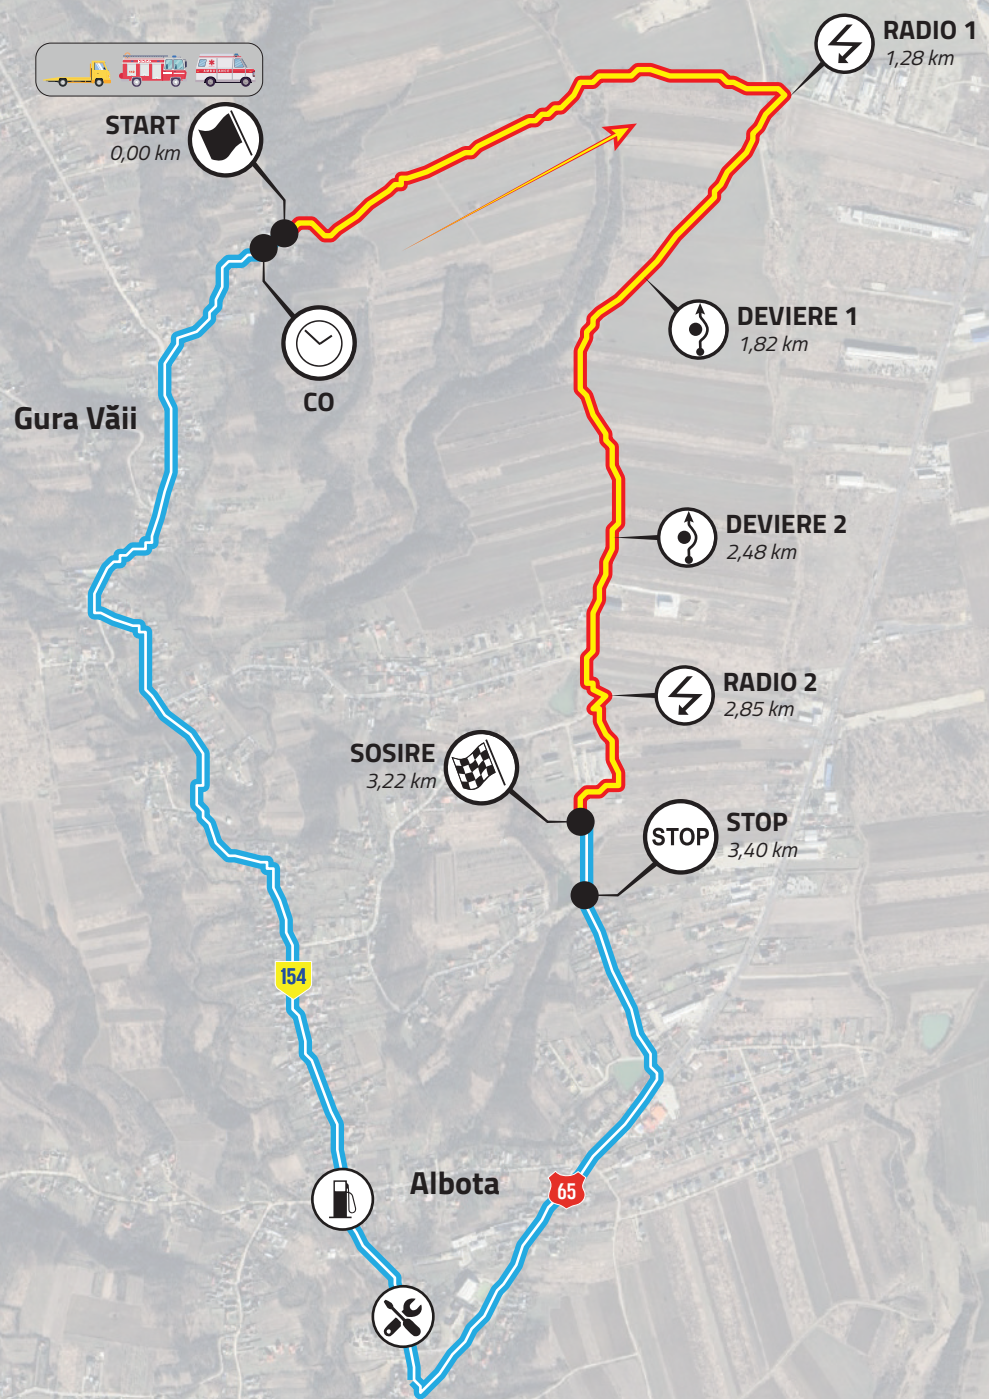 RADIO 1
1,28 km
START
0,00 km
DEVIERE 1
1,82 km
CO
Gura Văii
DEVIERE 2
2,48 km
RADIO 2
2,85 km
SOSIRE
3,22 km
STOP
STOP
3,40 km
154
Albota
65